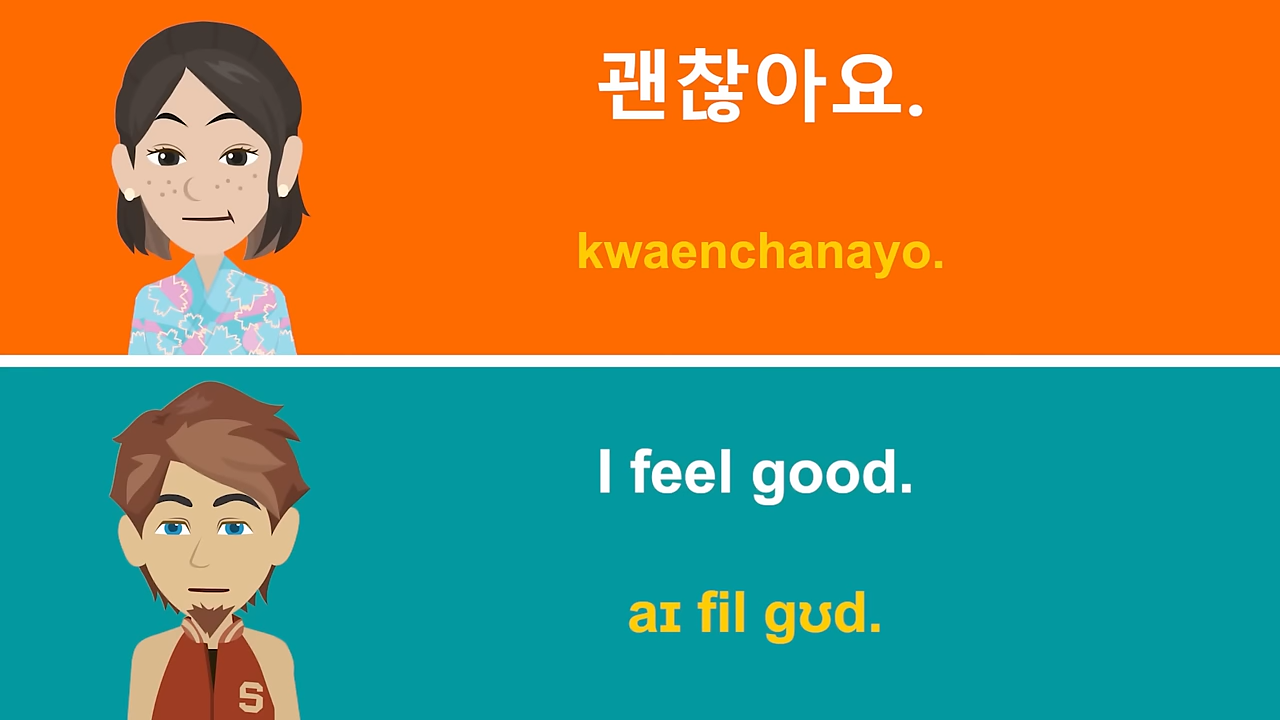 괜찮아요.
kwaenchanayo.
I feel good.
aɪ fil gʊd.
S